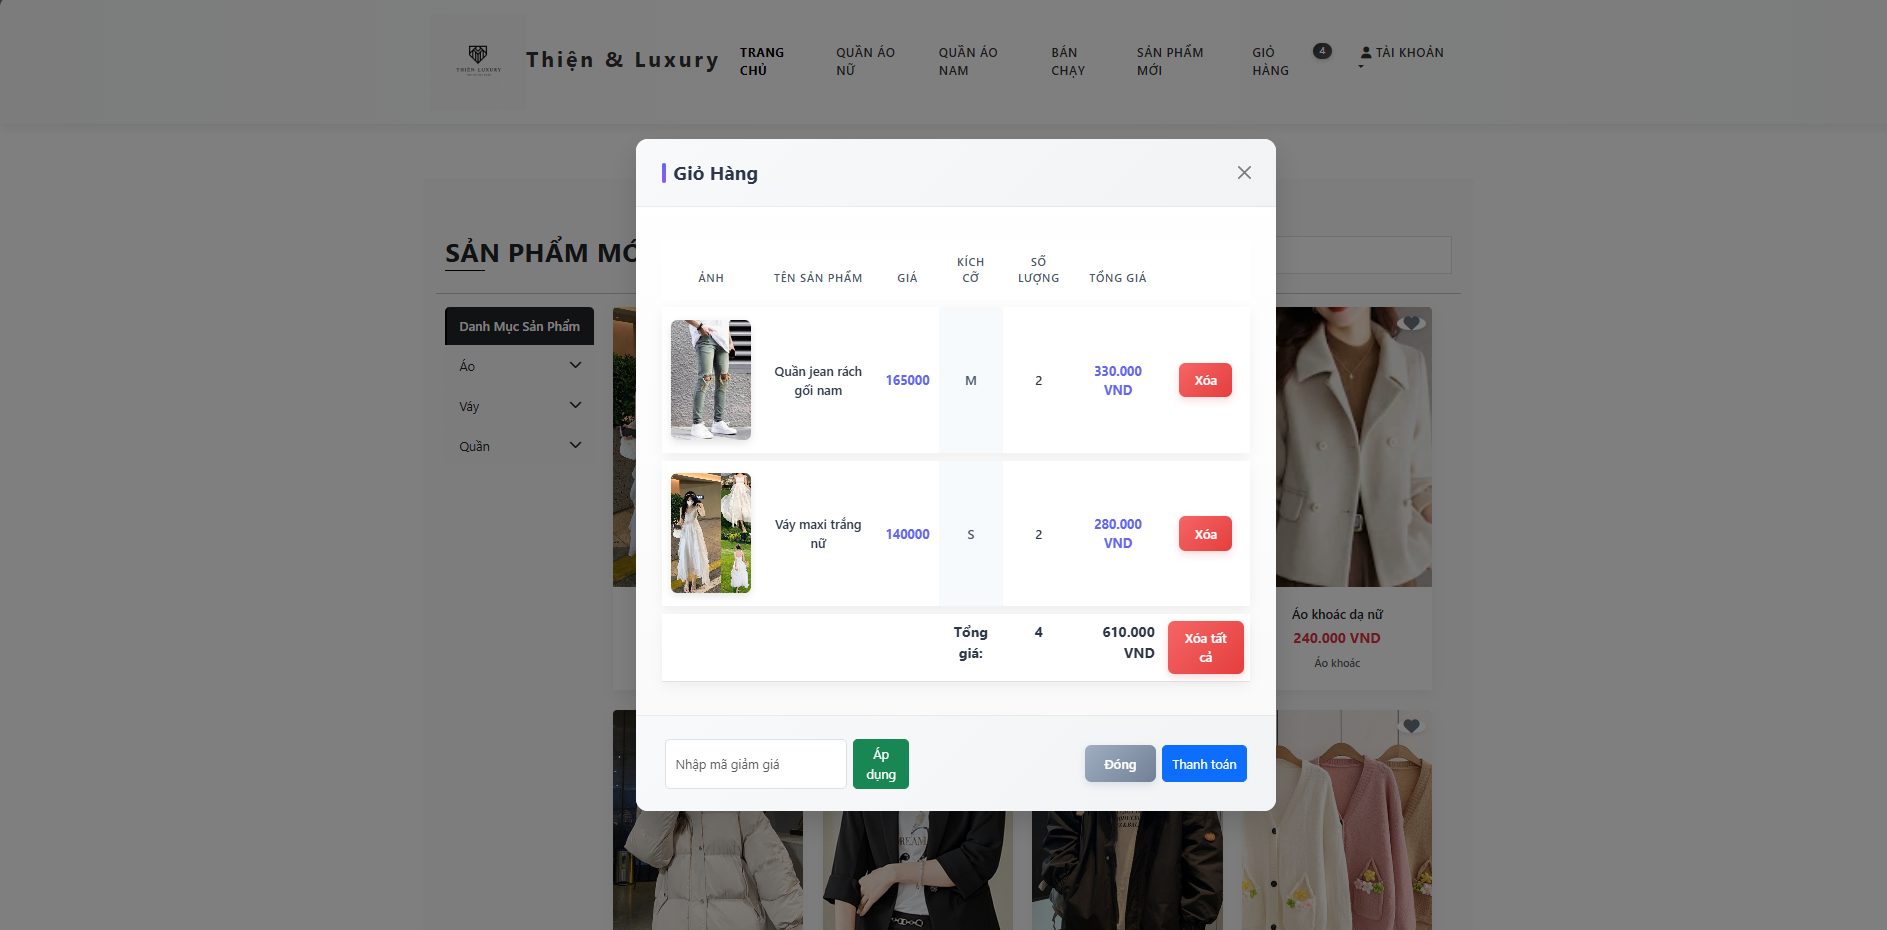 THIỆN LUXURY
Thiện & Luxury
TRANG
CHỦ
QUẦN ÁO
NỮ
QUẦN ÁO
NAM
BÁN
CHẠY
SẢN PHẨM
MỚI
GIỎ
HÀNG
4
TÀI KHOẢN
Giỏ Hàng
SẢN PHẨM MỚ
ẢNH
TÊN SẢN PHẨM
GIÁ
KÍCH
CỠ
SỐ
LƯỢNG
TỔNG GIÁ
Danh Mục Sản Phẩm
Áo
Váy
Quần
Quần jean rách
gối nam
165000
M
2
330.000
VND
Xóa
Váy maxi trắng
nữ
140000
S
2
280.000
VND
Xóa
Tổng
giá:
4
610.000
VND
Xóa tất
cả
Áo khoác dạ nữ
240.000 VND
Áo khoác
Nhập mã giảm giá
Áp
dụng
Đóng
Thanh toán